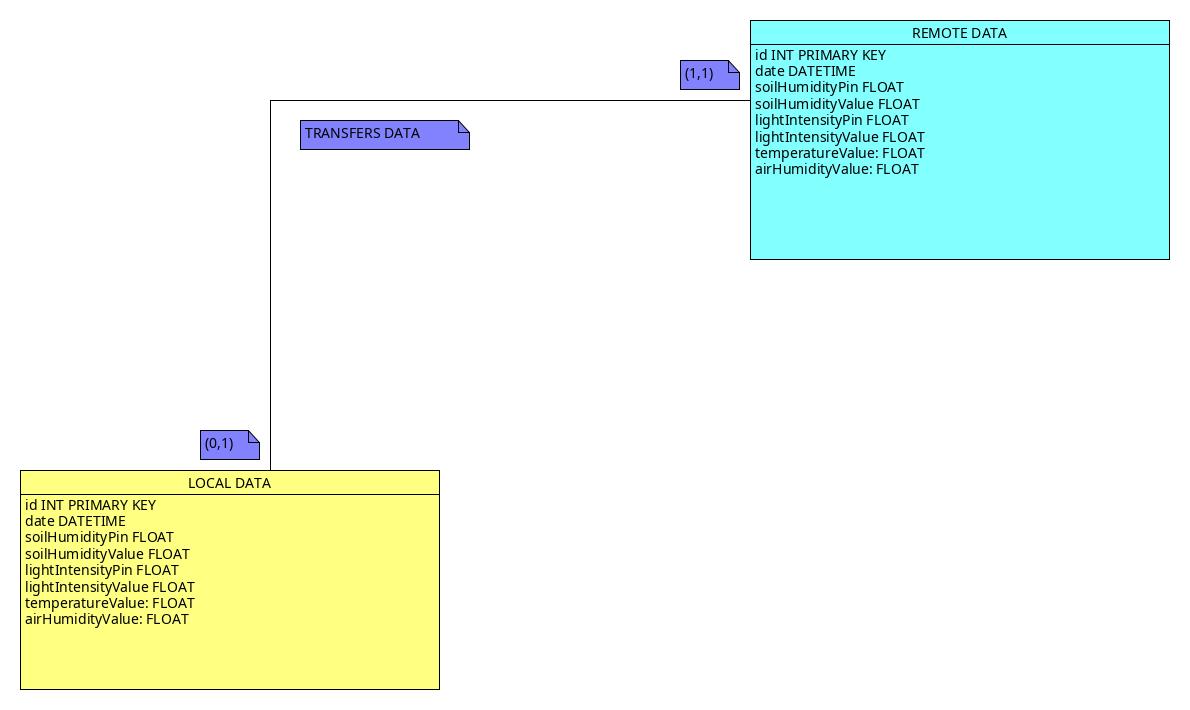 REMOTE DATA
id INT PRIMARY KEY
date DATETIME
soilHumidityPin FLOAT
soilHumidityValue FLOAT
lightIntensityPin FLOAT
lightIntensityValue FLOAT
temperatureValue: FLOAT
airHumidityValue: FLOAT
(1,1)
TRANSFERS DATA
(0,1)
LOCAL DATA
id INT PRIMARY KEY
date DATETIME
soilHumidityPin FLOAT
soilHumidityValue FLOAT
lightIntensityPin FLOAT
lightIntensityValue FLOAT
temperatureValue: FLOAT
airHumidityValue: FLOAT